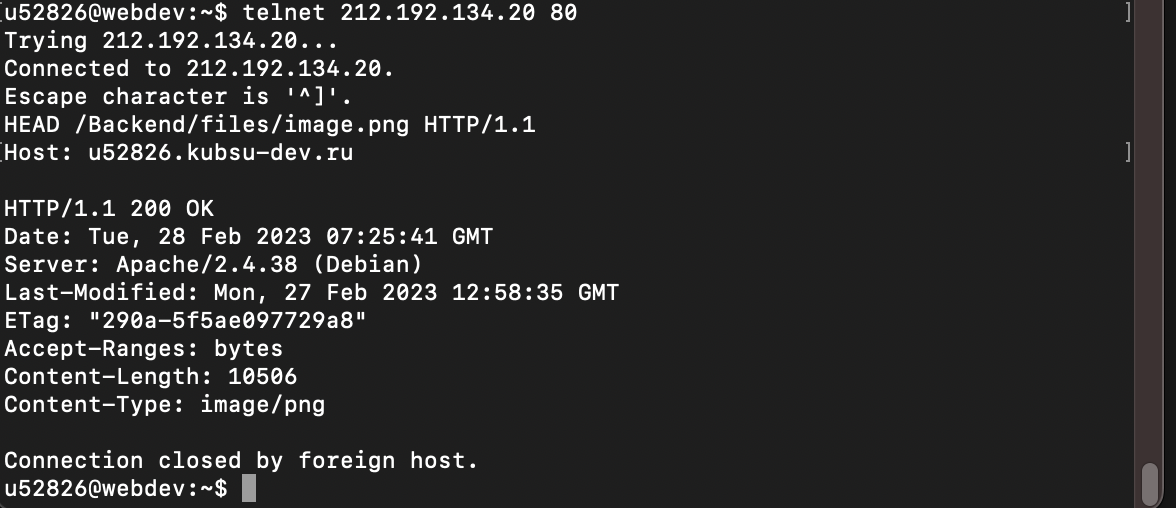 [u52826@webdev:~$ telnet 212.192.134.20 80 ]
Trying 212.192.134.20...
Connected to 212.192.134.20.
Escape character is '^]'.
HEAD /Backend/files/image.png HTTP/1.1
[Host: u52826.kubsu-dev.ru ]
HTTP/1.1 200 OK
Date: Tue, 28 Feb 2023 07:25:41 GMT
Server: Apache/2.4.38 (Debian)
Last-Modified: Mon, 27 Feb 2023 12:58:35 GMT
ETag: "290a-5f5ae097729a8"
Accept-Ranges: bytes
Content-Length: 10506
Content-Type: image/png
Connection closed by foreign host.
u52826@webdev:~$